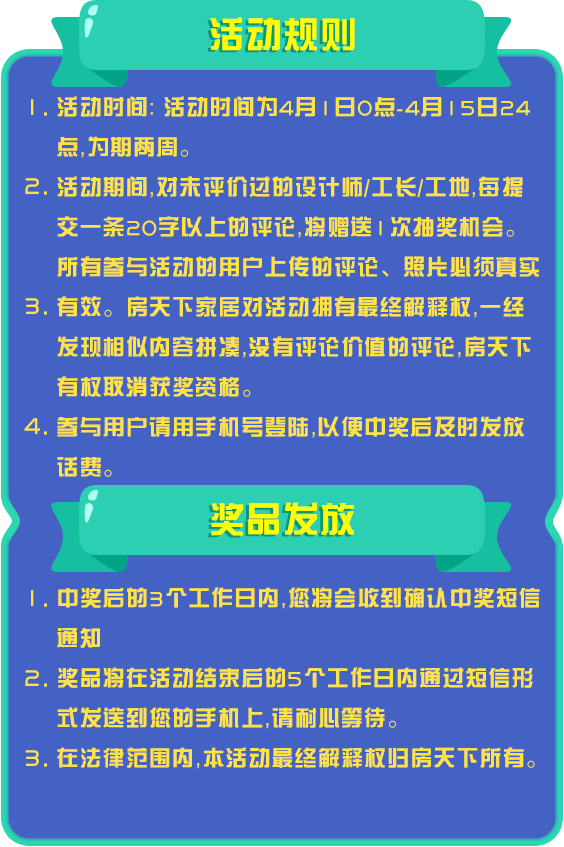 活动规则
1. 活动时间: 活动时间为4月1日0点-4月15日24
点,为期两周。
2. 活动期间,对未评价过的设计师/工长/工地,每提
交一条20字以上的评论,将赠送1次抽奖机会。
所有参与活动的用户上传的评论、照片必须真实
3. 有效。房天下家居对活动拥有最终解释权,一经
发现相似内容拼凑,没有评论价值的评论,房天下
有权取消获奖资格。
4. 参与用户请用手机号登陆,以便中奖后及时发放
话费。
奖品发放
1. 中奖后的3个工作日内,您将会收到确认中奖短信
通知
2. 奖品将在活动结束后的5个工作日内通过短信形
式发送到您的手机上,请耐心等待。
3. 在法律范围内,本活动最终解释权归房天下所有。